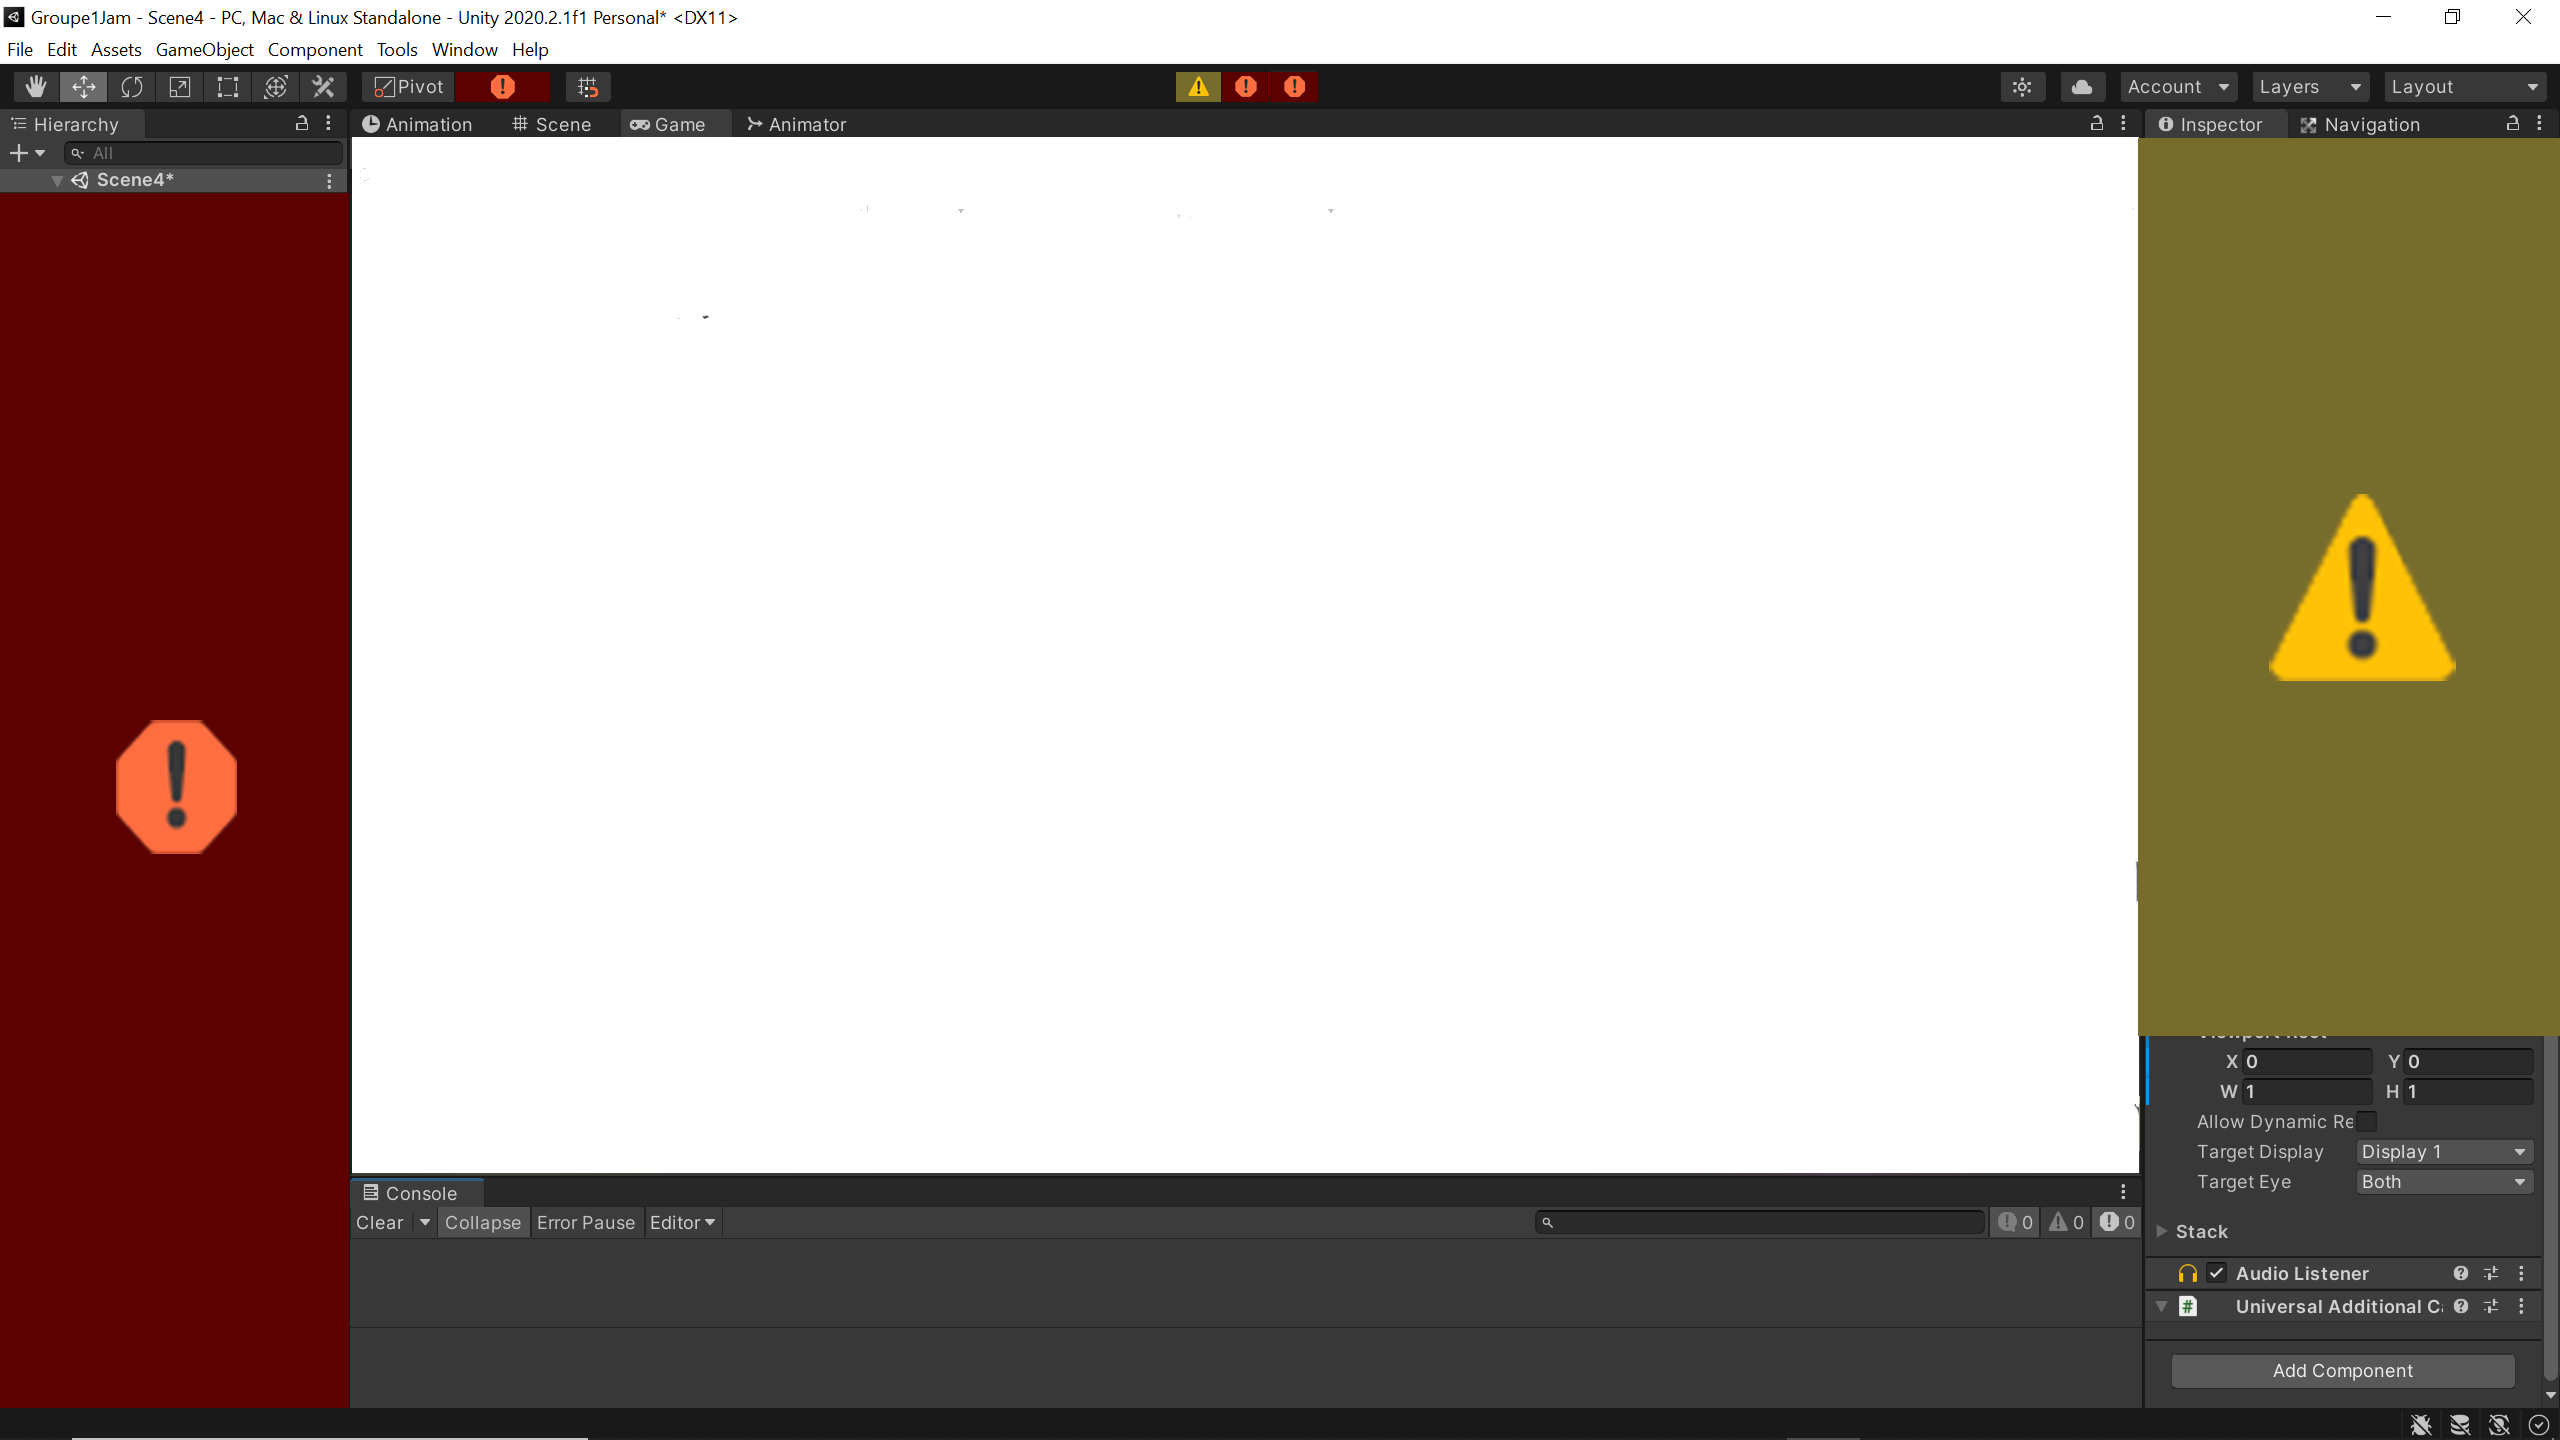 Groupe1Jam - Scene4 - PC, Mac & Linux Standalone - Unity 2020.2.1f1 Personal* <DX11>
File Edit Assets GameObject Component Tools Window Help
Pivot Account Layers Layout
Hierarchy Animation Scene Game Animator Inspector Navigation
All
Scene4*
Viewport Rect
X 0 Y 0
W 1 H 1
Allow Dynamic Re
Target Display Display 1
Target Eye Both
Console
Clear Collapse Error Pause Editor 0 0 0
Stack
Audio Listener
Universal Additional Ca
Add Component